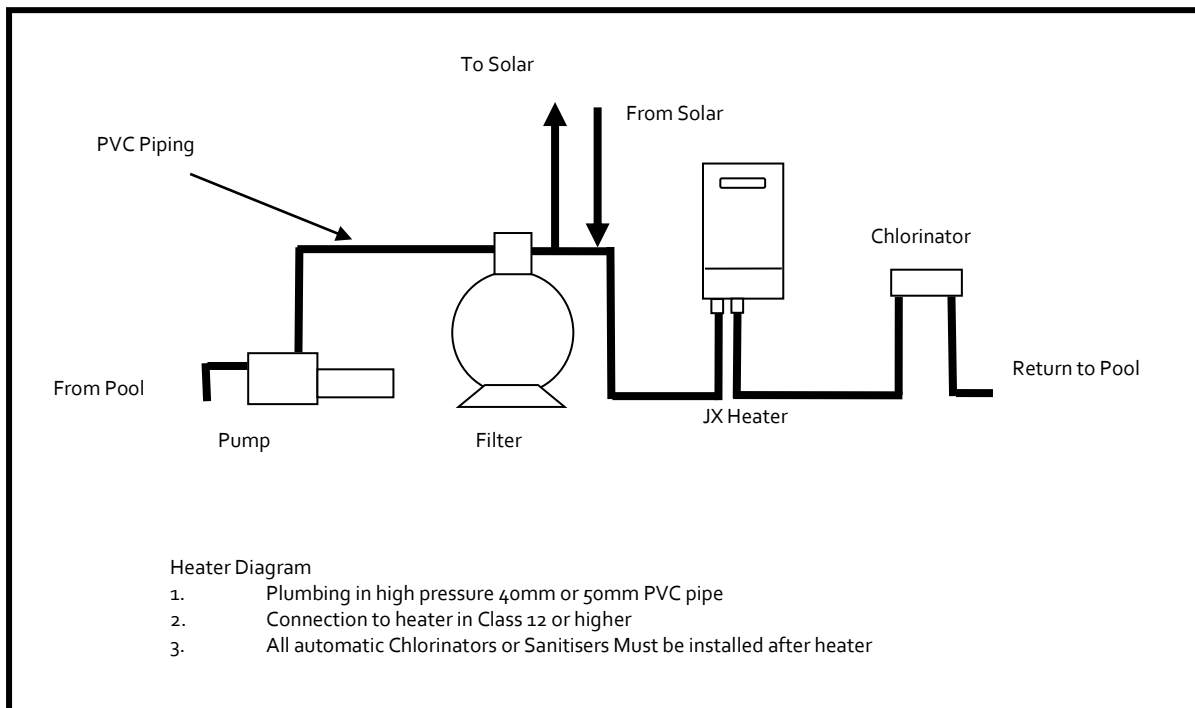 To Solar
From Solar
PVC Piping
Chlorinator
From Pool
Return to Pool
JX Heater
Pump
Filter
Heater Diagram
1. Plumbing in high pressure 40mm or 50mm PVC pipe
2. Connection to heater in Class 12 or higher
3. All automatic Chlorinators or Sanitisers Must be installed after heater